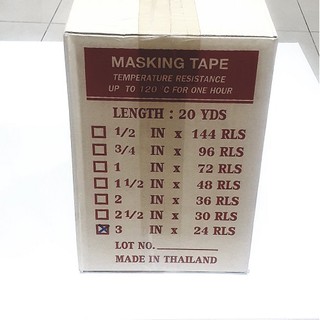 MASKING TAPE
TEMPERATURE RESISTANCE
UP TO 120 °C FOR ONE HOUR
LENGTH : 20 YDS
1/2 IN x 144 RLS
3/4 IN x 96 RLS
1 IN x 72 RLS
1 1/2 IN x 48 RLS
2 IN x 36 RLS
2 1/2 IN x 30 RLS
3 IN x 24 RLS
LOT NO.
MADE IN THAILAND